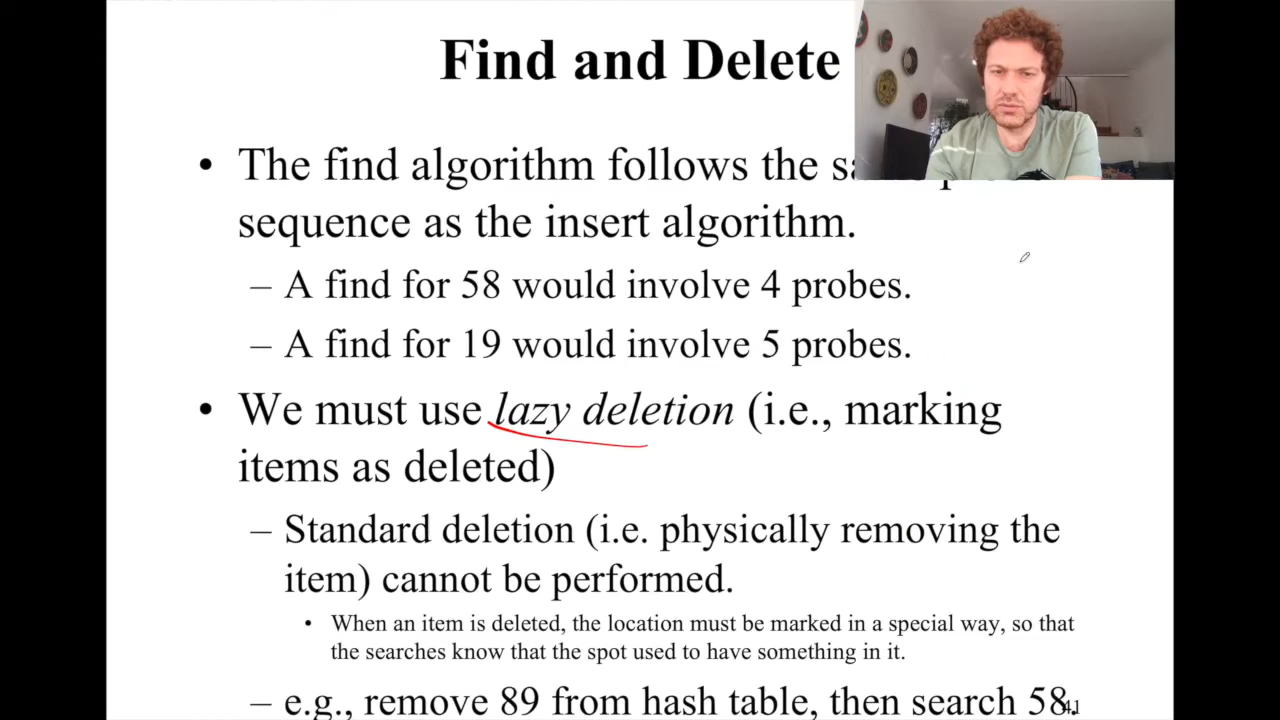 Find and Delete
• The find algorithm follows the
sequence as the insert algorithm.
– A find for 58 would involve 4 probes.
– A find for 19 would involve 5 probes.
• We must use lazy deletion (i.e., marking
items as deleted)
– Standard deletion (i.e. physically removing the
item) cannot be performed.
• When an item is deleted, the location must be marked in a special way, so that
the searches know that the spot used to have something in it.
– e.g., remove 89 from hash table, then search 58.
41